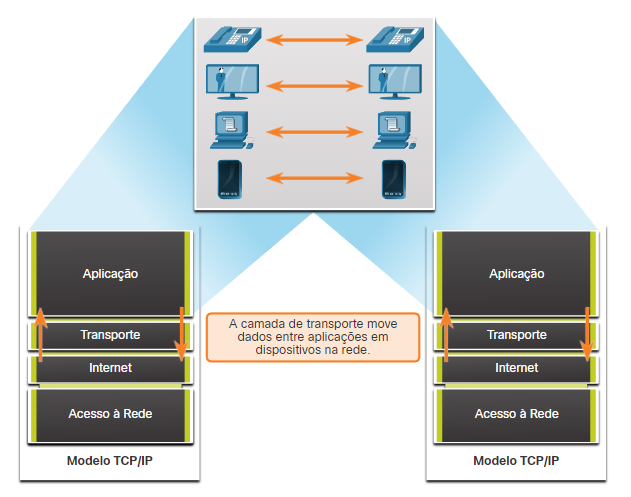 IP
IP
Aplicação
Transporte
Internet
Acesso à Rede
Modelo TCP/IP
A camada de transporte move
dados entre aplicações em
dispositivos na rede.
Aplicação
Transporte
Internet
Acesso à Rede
Modelo TCP/IP